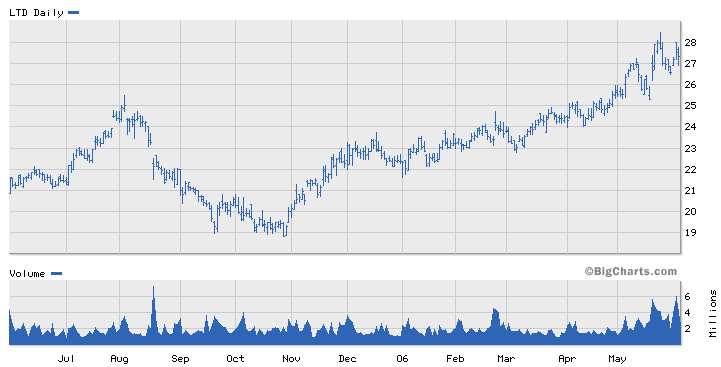 LTD Daily
28
27
26
25
24
23
22
21
20
19
©BigCharts.com
Volume
6
4
2
Millions
Jul Aug Sep Oct Nov Dec 06 Feb Mar Apr May